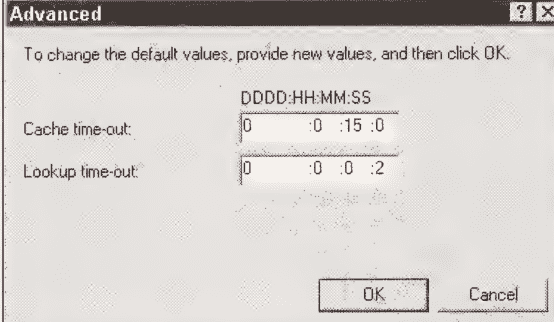 Advanced
To change the default values, provide new values, and then click OK.
DDDD:HH:MM:SS
Cache time-out: 0 :0 :15 :0
Lookup time-out: 0 :0 :0 :2
OK Cancel